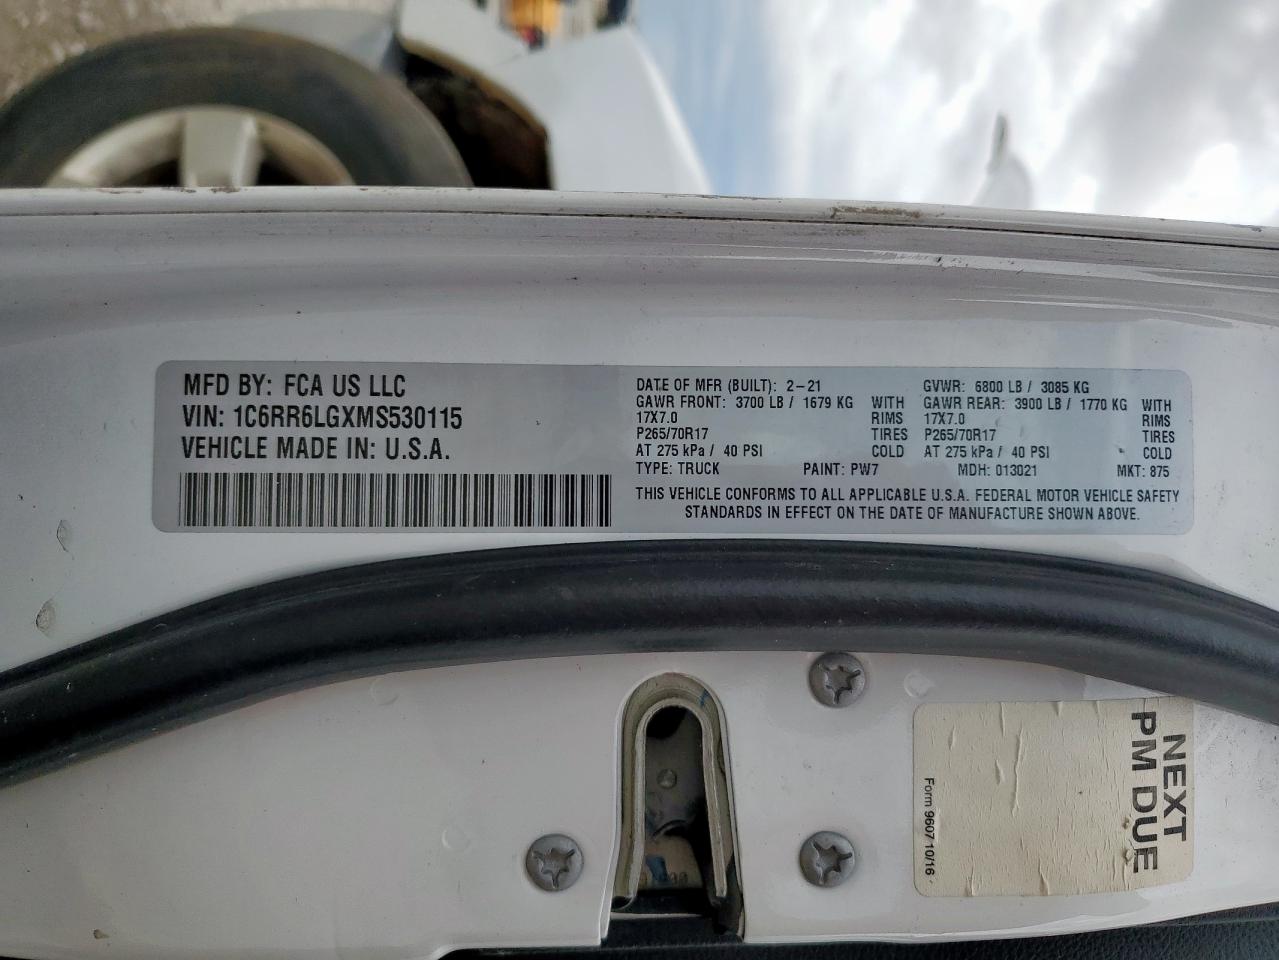 MFD BY: FCA US LLC
VIN: 1C6RR6LGXMS530115
VEHICLE MADE IN: U.S.A.
DATE OF MFR (BUILT): 2-21
GAWR FRONT: 3700 LB / 1679 KG WITH
17X7.0 RIMS
P265/70R17 TIRES
AT 275 kPa / 40 PSI COLD
GVWR: 6800 LB / 3085 KG
GAWR REAR: 3900 LB / 1770 KG WITH
17X7.0 RIMS
P265/70R17 TIRES
AT 275 kPa / 40 PSI COLD
TYPE: TRUCK PAINT: PW7 MDH: 013021 MKT: 875
THIS VEHICLE CONFORMS TO ALL APPLICABLE U.S.A. FEDERAL MOTOR VEHICLE SAFETY
STANDARDS IN EFFECT ON THE DATE OF MANUFACTURE SHOWN ABOVE.
NEXT
PM DUE
Form 9607 10/16